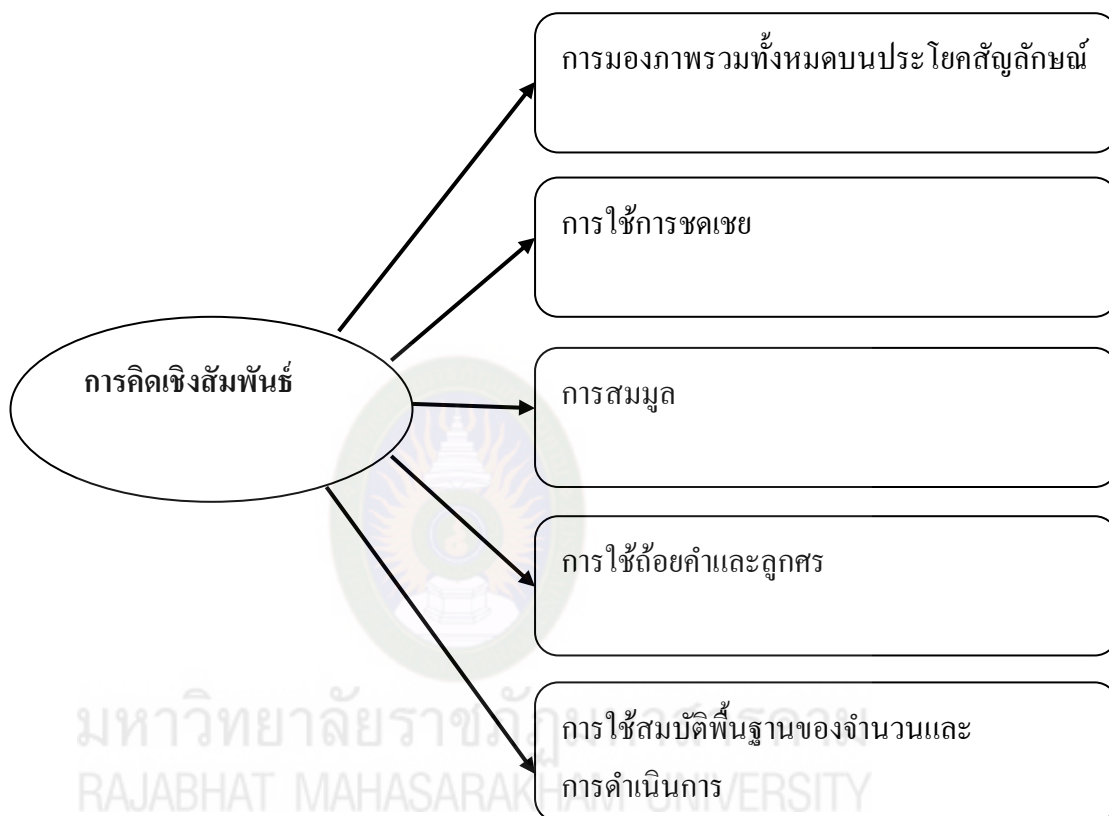 การมองภาพรวมทั้งหมดบนประโยคสัญลักษณ์
การใช้การชดเชย
การคิดเชิงสัมพันธ์
การสมมูล
การใช้ถ้อยคำและลูกศร
การใช้สมบัติพื้นฐานของจำนวนและ
การดำเนินการ
มหาวิทยาลัยราชภัฏมหาสารคาม
RAJABHAT MAHASARAKHAM UNIVERSITY